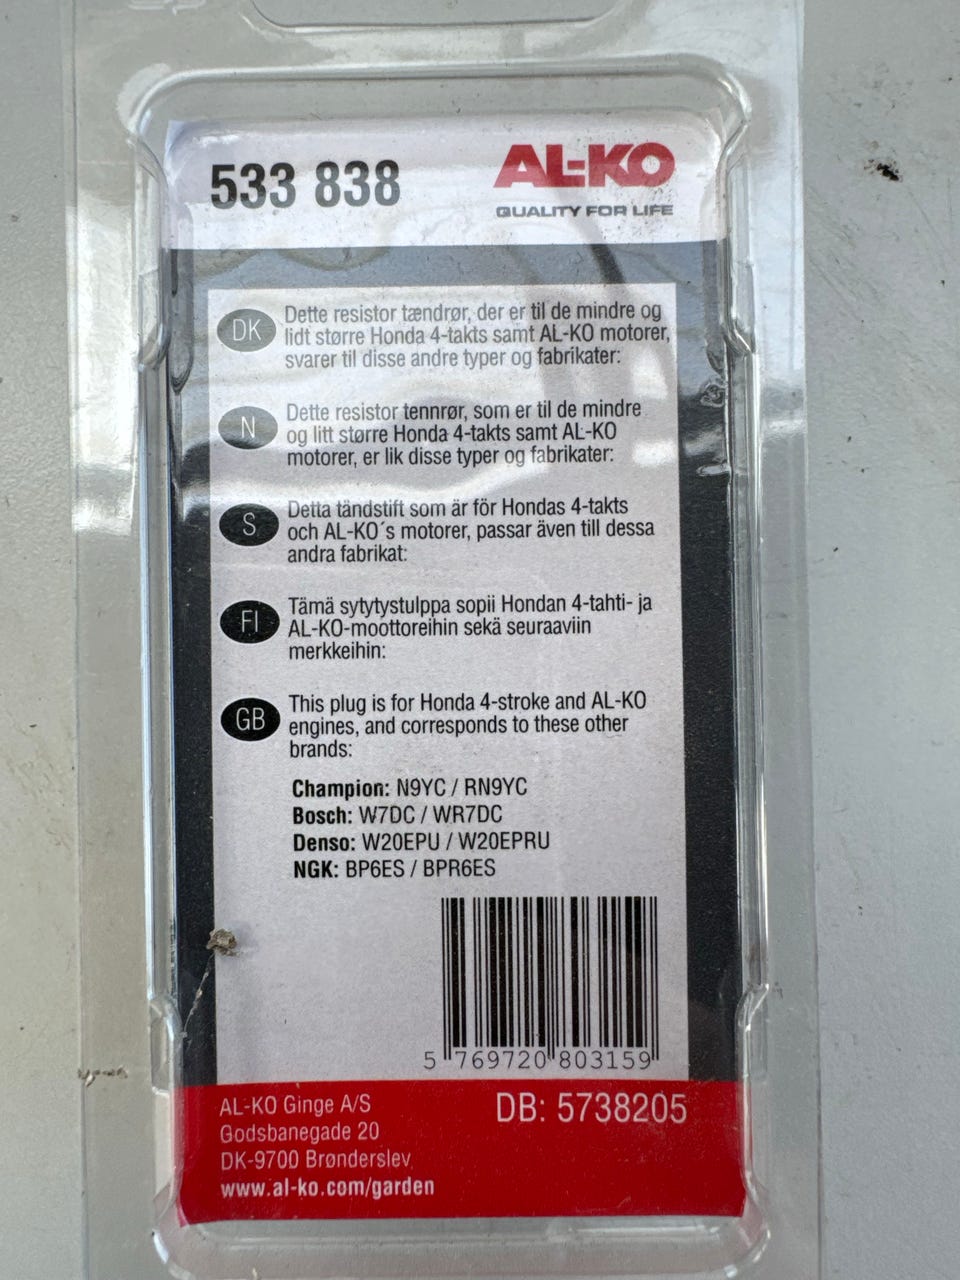 533 838
AL-KO
QUALITY FOR LIFE
DK
Dette resistor tændrør, der er til de mindre og
lidt større Honda 4-takts samt AL-KO motorer,
svarer til disse andre typer og fabrikater:
N
Dette resistor tennrør, som er til de mindre
og litt større Honda 4-takts samt AL-KO
motorer, er lik disse typer og fabrikater:
S
Detta tändstift som är för Hondas 4-takts
och AL-KO´s motorer, passar även till dessa
andra fabrikat:
FI
Tämä sytytystulppa sopii Hondan 4-tahti- ja
AL-KO-moottoreihin sekä seuraaviin
merkkeihin:
GB
This plug is for Honda 4-stroke and AL-KO
engines, and corresponds to these other
brands:
Champion: N9YC / RN9YC
Bosch: W7DC / WR7DC
Denso: W20EPU / W20EPRU
NGK: BP6ES / BPR6ES
5 769720 803159
AL-KO Ginge A/S
Godsbanegade 20
DK-9700 Brønderslev
www.al-ko.com/garden
DB: 5738205